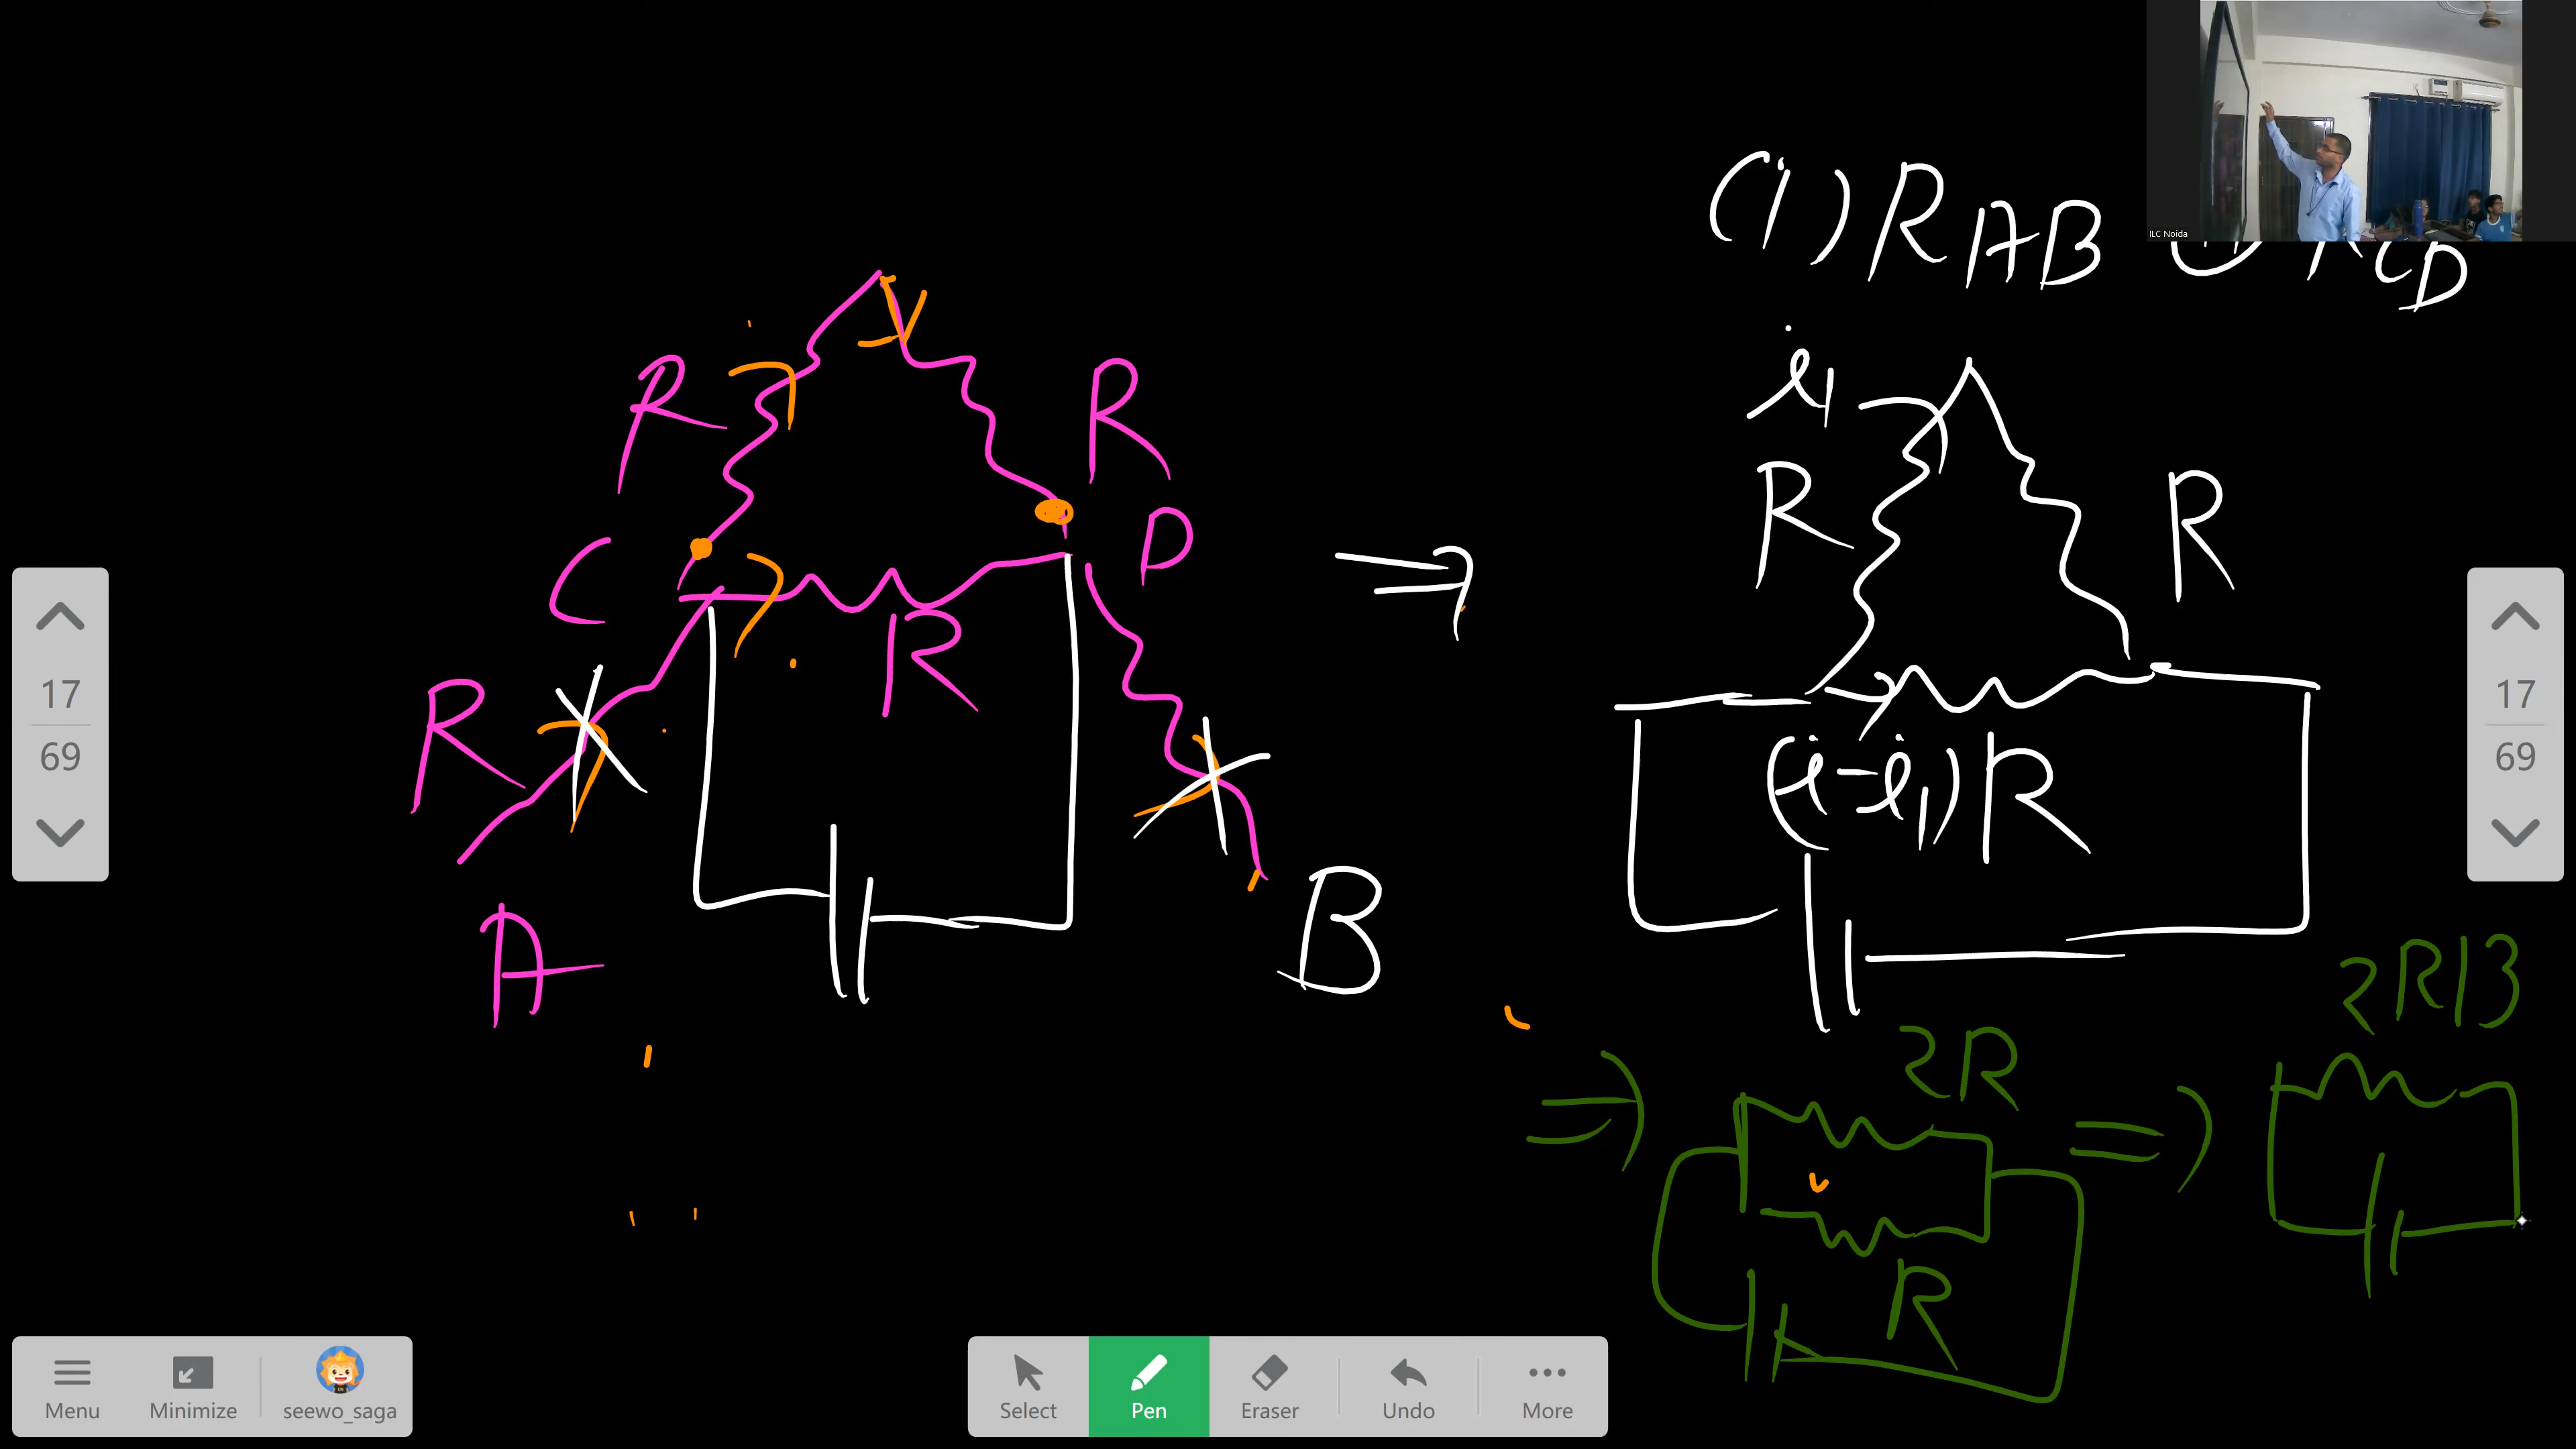 (i) R AB
R CD
ILC Noida
R
R
C
D
R
R
A
B
⇒
i1
R
R
(i-i1) R
⇒
2R
R
⇒
2R/3
17
69
17
69
Menu
Minimize
seewo_saga
Select
Pen
Eraser
Undo
More